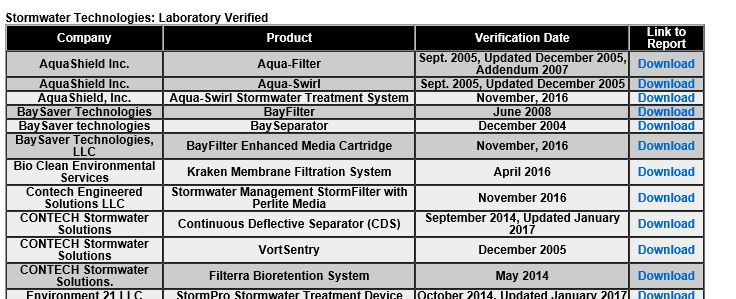 Stormwater Technologies: Laboratory Verified
Company Product Verification Date Link to Report
AquaShield Inc. Aqua-Filter Sept. 2005, Updated December 2005, Addendum 2007 Download
AquaShield Inc. Aqua-Swirl Sept. 2005, Updated December 2005 Download
AquaShield, Inc. Aqua-Swirl Stormwater Treatment System November, 2016 Download
BaySaver Technologies BayFilter June 2008 Download
BaySaver technologies BaySeparator December 2004 Download
BaySaver Technologies, LLC BayFilter Enhanced Media Cartridge November, 2016 Download
Bio Clean Environmental Services Kraken Membrane Filtration System April 2016 Download
Contech Engineered Solutions LLC Stormwater Management StormFilter with Perlite Media November 2016 Download
CONTECH Stormwater Solutions Continuous Deflective Separator (CDS) September 2014, Updated January 2017 Download
CONTECH Stormwater Solutions VortSentry December 2005 Download
CONTECH Stormwater Solutions. Filterra Bioretention System May 2014 Download
Environment 21 LLC StormPro Stormwater Treatment Device October 2014, Updated January 2017 Download